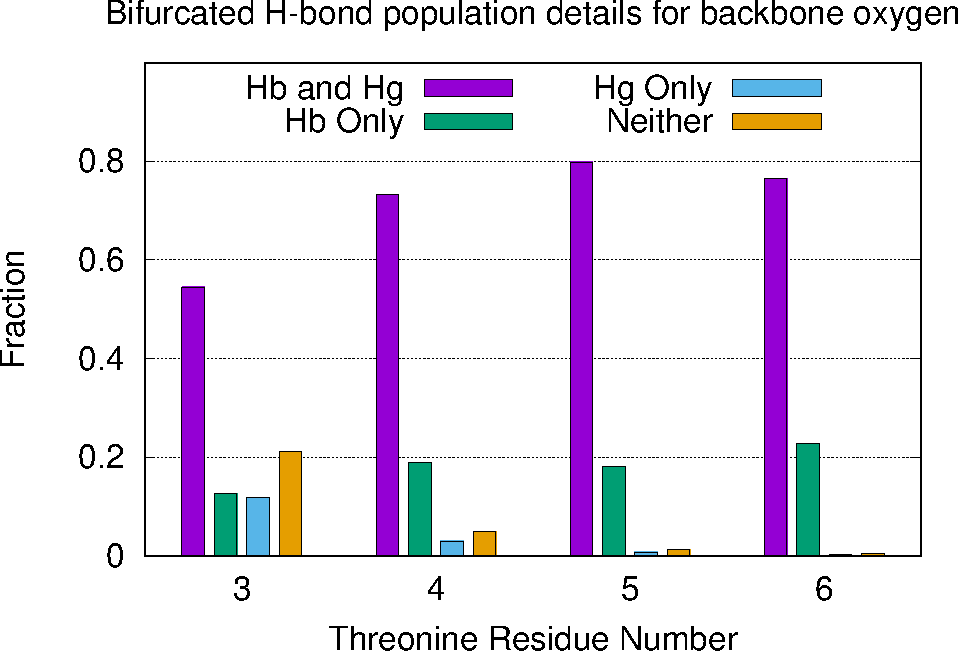 Bifurcated H-bond population details for backbone oxygen
Hb and Hg
Hg Only
Hb Only
Neither
0.8
0.6
0.4
0.2
0
Fraction
3
4
5
6
Threonine Residue Number